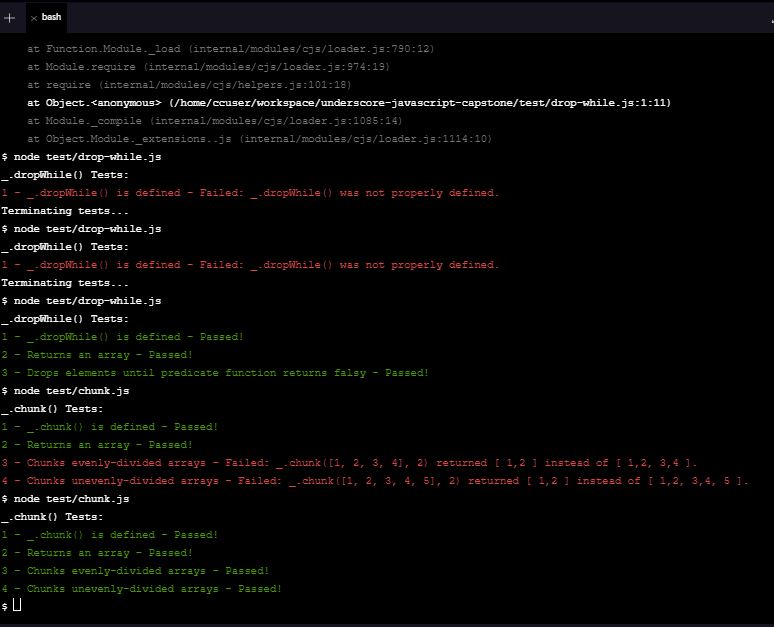 + × bash
at Function.Module._load (internal/modules/cjs/loader.js:790:12)
at Module.require (internal/modules/cjs/loader.js:974:19)
at require (internal/modules/cjs/helpers.js:101:18)
at Object.<anonymous> (/home/ccuser/workspace/underscore-javascript-capstone/test/drop-while.js:1:11)
at Module._compile (internal/modules/cjs/loader.js:1085:14)
at Object.Module._extensions..js (internal/modules/cjs/loader.js:1114:10)
$ node test/drop-while.js
_.dropWhile() Tests:
1 - _.dropWhile() is defined - Failed: _.dropWhile() was not properly defined.
Terminating tests...
$ node test/drop-while.js
_.dropWhile() Tests:
1 - _.dropWhile() is defined - Failed: _.dropWhile() was not properly defined.
Terminating tests...
$ node test/drop-while.js
_.dropWhile() Tests:
1 - _.dropWhile() is defined - Passed!
2 - Returns an array - Passed!
3 - Drops elements until predicate function returns falsy - Passed!
$ node test/chunk.js
_.chunk() Tests:
1 - _.chunk() is defined - Passed!
2 - Returns an array - Passed!
3 - Chunks evenly-divided arrays - Failed: _.chunk([1, 2, 3, 4], 2) returned [ 1,2 ] instead of [ 1,2, 3,4 ].
4 - Chunks unevenly-divided arrays - Failed: _.chunk([1, 2, 3, 4, 5], 2) returned [ 1,2 ] instead of [ 1,2, 3,4, 5 ].
$ node test/chunk.js
_.chunk() Tests:
1 - _.chunk() is defined - Passed!
2 - Returns an array - Passed!
3 - Chunks evenly-divided arrays - Passed!
4 - Chunks unevenly-divided arrays - Passed!
$